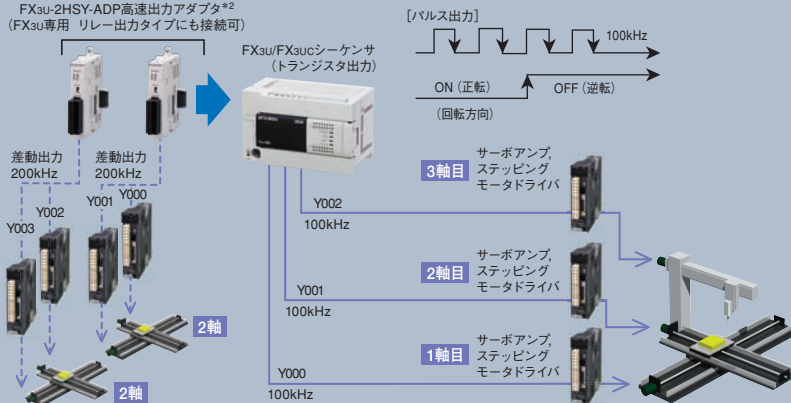 FX3U-2HSY-ADP高速出力アダプタ*2
(FX3U専用 リレー出力タイプにも接続可)
差動出力
200kHz
差動出力
200kHz
Y003
Y002
Y001
Y000
2軸
2軸
FX3U/FX3UCシーケンサ
(トランジスタ出力)
[パルス出力]
100kHz
ON(正転)
OFF(逆転)
(回転方向)
3軸目
サーボアンプ,
ステッピング
モータドライバ
Y002
100kHz
2軸目
サーボアンプ,
ステッピング
モータドライバ
Y001
100kHz
1軸目
サーボアンプ,
ステッピング
モータドライバ
Y000
100kHz